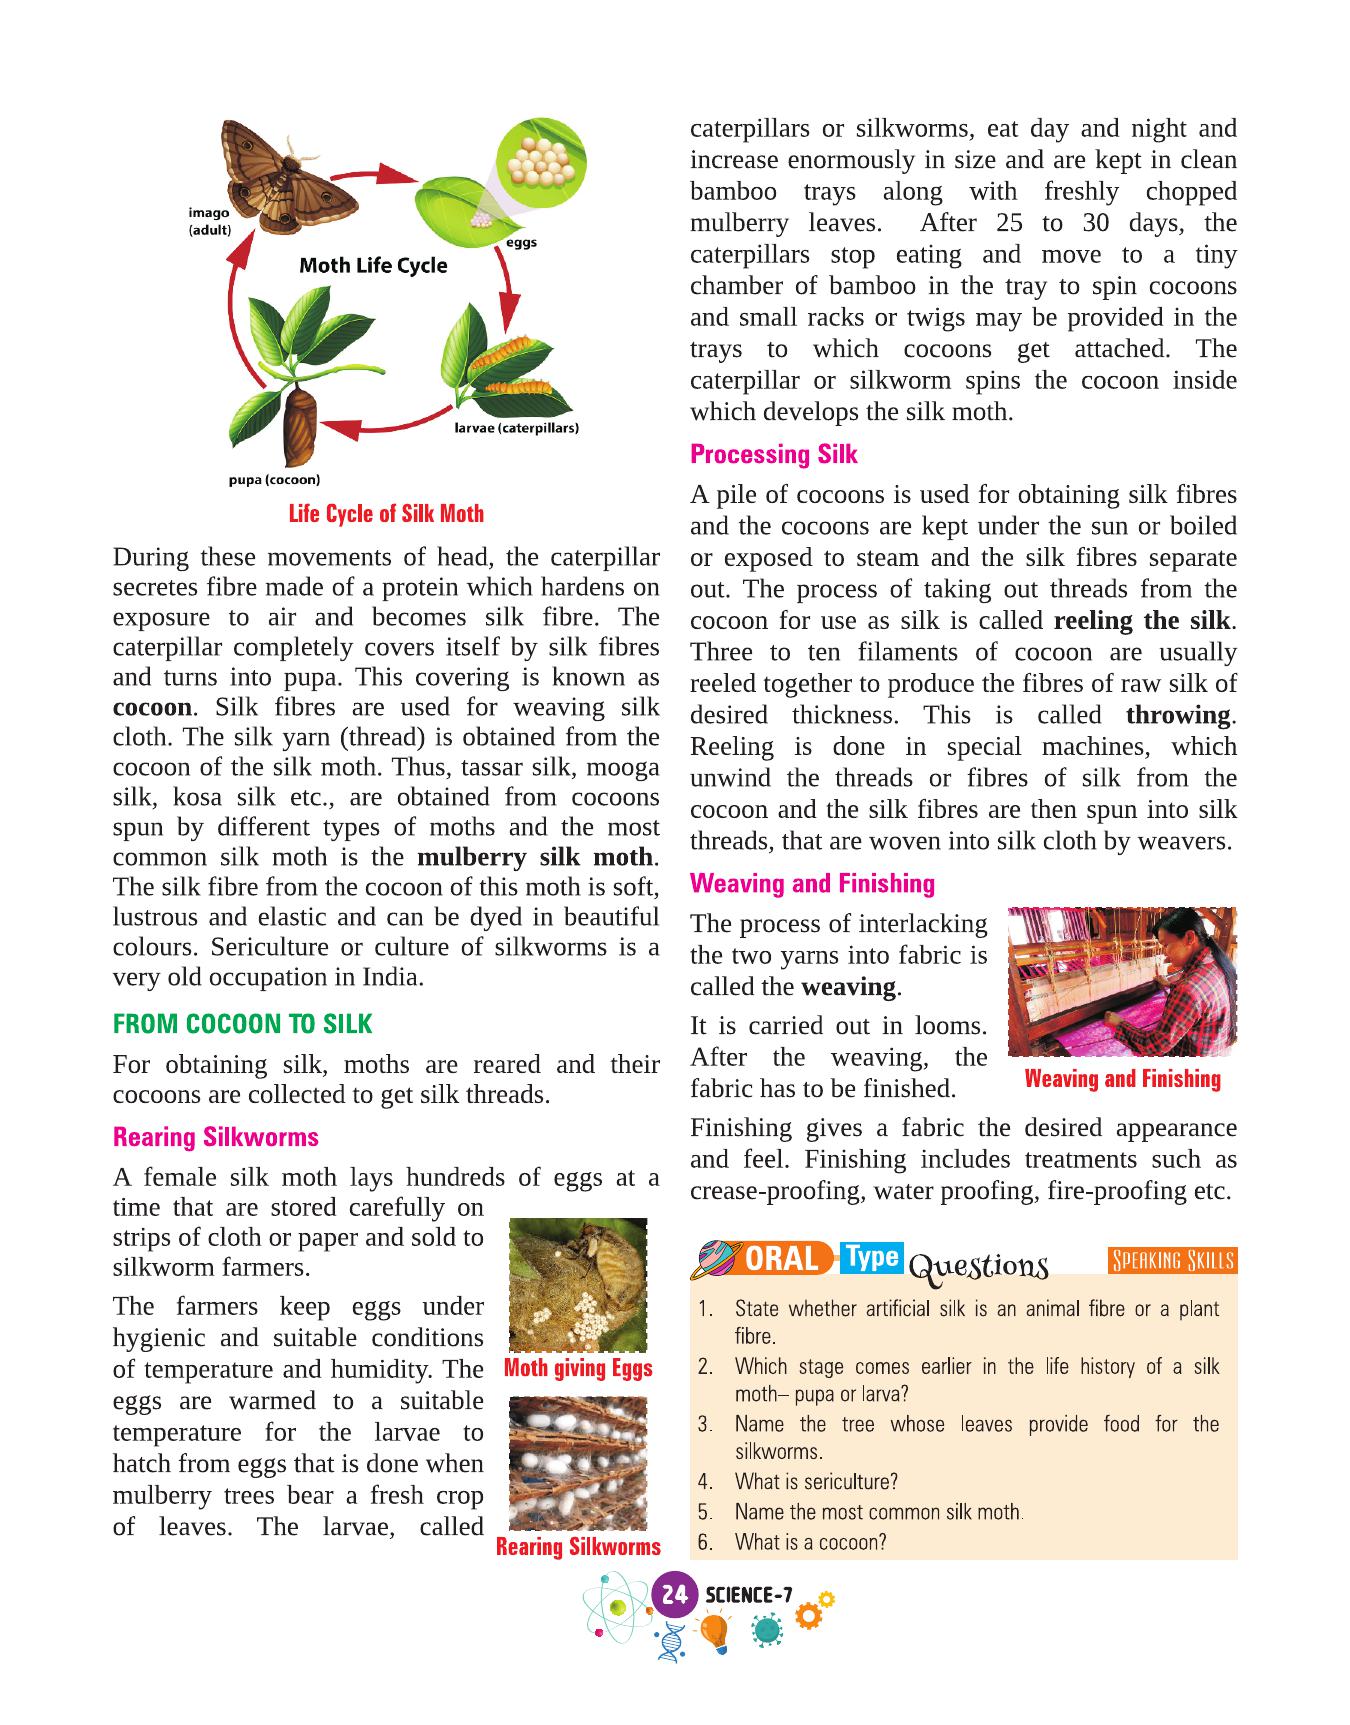 imago
(adult)
eggs
Moth Life Cycle
larvae (caterpillars)
pupa (cocoon)
Life Cycle of Silk Moth
During these movements of head, the caterpillar
secretes fibre made of a protein which hardens on
exposure to air and becomes silk fibre. The
caterpillar completely covers itself by silk fibres
and turns into pupa. This covering is known as
cocoon. Silk fibres are used for weaving silk
cloth. The silk yarn (thread) is obtained from the
cocoon of the silk moth. Thus, tassar silk, mooga
silk, kosa silk etc., are obtained from cocoons
spun by different types of moths and the most
common silk moth is the mulberry silk moth.
The silk fibre from the cocoon of this moth is soft,
lustrous and elastic and can be dyed in beautiful
colours. Sericulture or culture of silkworms is a
very old occupation in India.
FROM COCOON TO SILK
For obtaining silk, moths are reared and their
cocoons are collected to get silk threads.
Rearing Silkworms
A female silk moth lays hundreds of eggs at a
time that are stored carefully on
strips of cloth or paper and sold to
silkworm farmers.
The farmers keep eggs under
hygienic and suitable conditions
of temperature and humidity. The
eggs are warmed to a suitable
temperature for the larvae to
hatch from eggs that is done when
mulberry trees bear a fresh crop
of leaves. The larvae, called
Moth giving Eggs
Rearing Silkworms
caterpillars or silkworms, eat day and night and
increase enormously in size and are kept in clean
bamboo trays along with freshly chopped
mulberry leaves. After 25 to 30 days, the
caterpillars stop eating and move to a tiny
chamber of bamboo in the tray to spin cocoons
and small racks or twigs may be provided in the
trays to which cocoons get attached. The
caterpillar or silkworm spins the cocoon inside
which develops the silk moth.
Processing Silk
A pile of cocoons is used for obtaining silk fibres
and the cocoons are kept under the sun or boiled
or exposed to steam and the silk fibres separate
out. The process of taking out threads from the
cocoon for use as silk is called reeling the silk.
Three to ten filaments of cocoon are usually
reeled together to produce the fibres of raw silk of
desired thickness. This is called throwing.
Reeling is done in special machines, which
unwind the threads or fibres of silk from the
cocoon and the silk fibres are then spun into silk
threads, that are woven into silk cloth by weavers.
Weaving and Finishing
The process of interlacking
the two yarns into fabric is
called the weaving.
It is carried out in looms.
After the weaving, the
fabric has to be finished.
Weaving and Finishing
Finishing gives a fabric the desired appearance
and feel. Finishing includes treatments such as
crease-proofing, water proofing, fire-proofing etc.
ORAL Type Questions SPEAKING SKILLS
1. State whether artificial silk is an animal fibre or a plant
fibre.
2. Which stage comes earlier in the life history of a silk
moth– pupa or larva?
3. Name the tree whose leaves provide food for the
silkworms.
4. What is sericulture?
5. Name the most common silk moth.
6. What is a cocoon?
24 SCIENCE-7